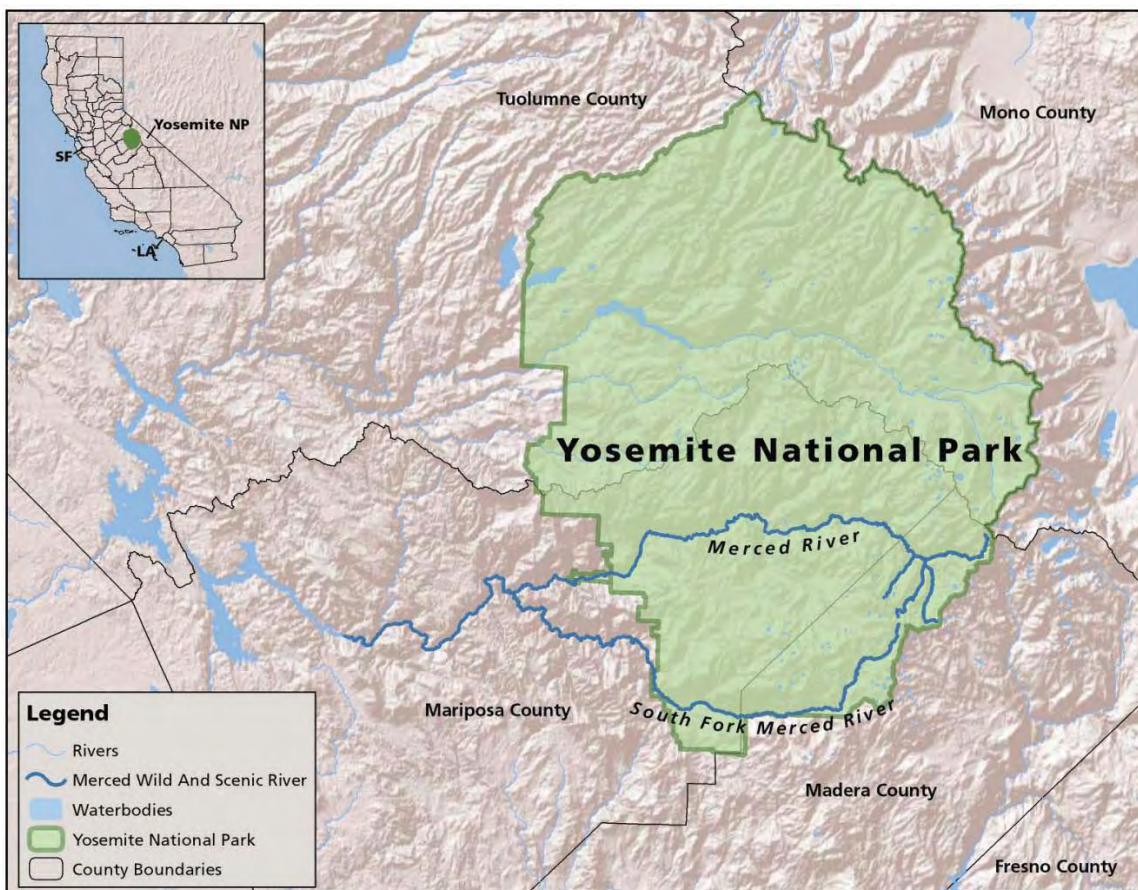 Yosemite NP
SF
LA
Tuolumne County
Mono County
Yosemite National Park
Merced River
South Fork Merced River
Mariposa County
Madera County
Fresno County
Legend
Rivers
Merced Wild And Scenic River
Waterbodies
Yosemite National Park
County Boundaries